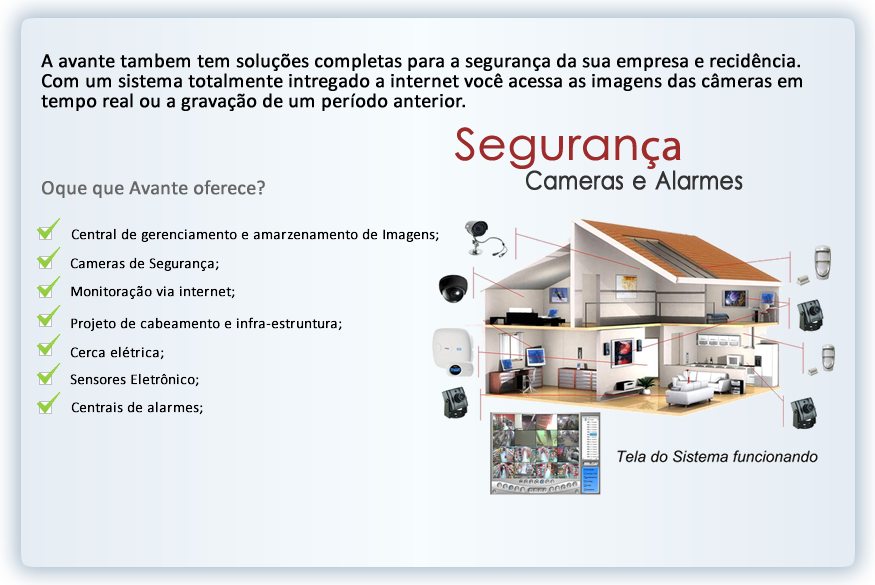 A avante tambem tem soluções completas para a segurança da sua empresa e recidência.
Com um sistema totalmente intregado a internet você acessa as imagens das câmeras em
tempo real ou a gravação de um período anterior.
Segurança
Cameras e Alarmes
Oque que Avante oferece?
Central de gerenciamento e amarzenamento de Imagens;
Cameras de Segurança;
Monitoração via internet;
Projeto de cabeamento e infra-estruntura;
Cerca elétrica;
Sensores Eletrônico;
Centrais de alarmes;
Tela do Sistema funcionando